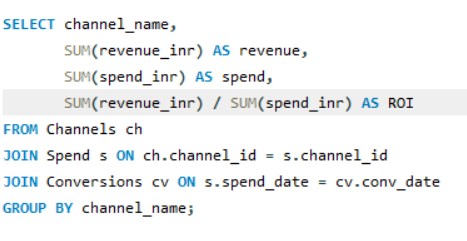 SELECT channel_name,
SUM(revenue_inr) AS revenue,
SUM(spend_inr) AS spend,
SUM(revenue_inr) / SUM(spend_inr) AS ROI
FROM Channels ch
JOIN Spend s ON ch.channel_id = s.channel_id
JOIN Conversions cv ON s.spend_date = cv.conv_date
GROUP BY channel_name;